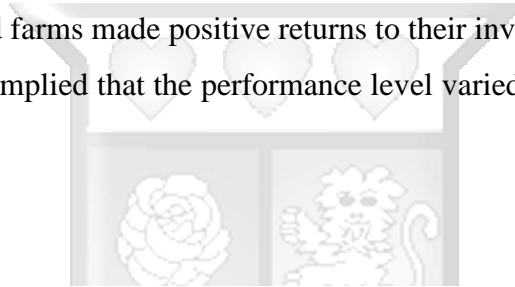 farms made positive returns to their inv
mplied that the performance level varied